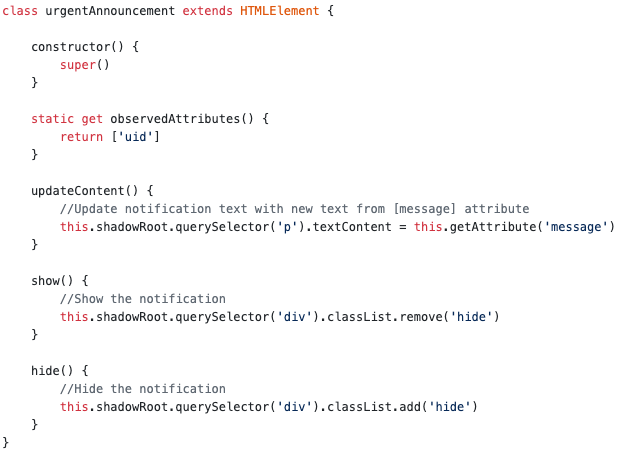 class urgentAnnouncement extends HTMLElement {
constructor() {
super()
}
static get observedAttributes() {
return ['uid']
}
updateContent() {
//Update notification text with new text from [message] attribute
this.shadowRoot.querySelector('p').textContent = this.getAttribute('message')
}
show() {
//Show the notification
this.shadowRoot.querySelector('div').classList.remove('hide')
}
hide() {
//Hide the notification
this.shadowRoot.querySelector('div').classList.add('hide')
}
}